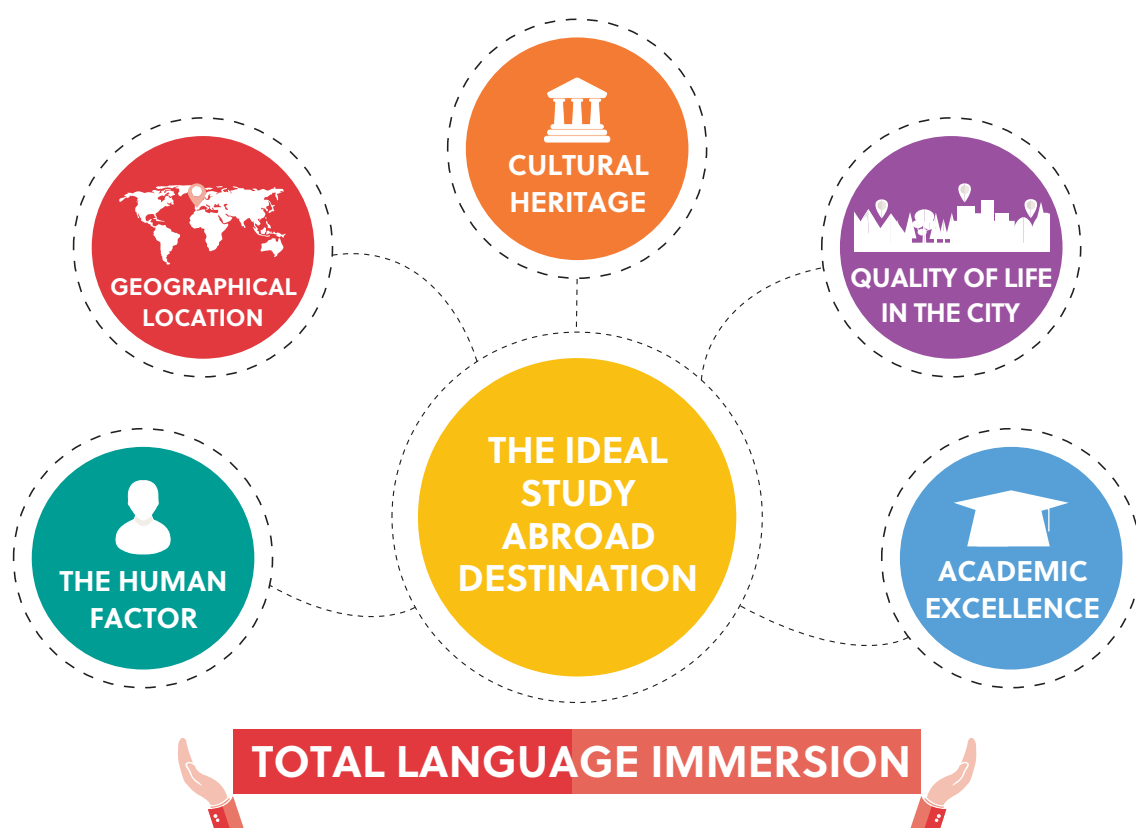 CULTURAL
HERITAGE
GEOGRAPHICAL
LOCATION
QUALITY OF LIFE
IN THE CITY
THE IDEAL
STUDY
ABROAD
DESTINATION
THE HUMAN
FACTOR
ACADEMIC
EXCELLENCE
TOTAL LANGUAGE IMMERSION